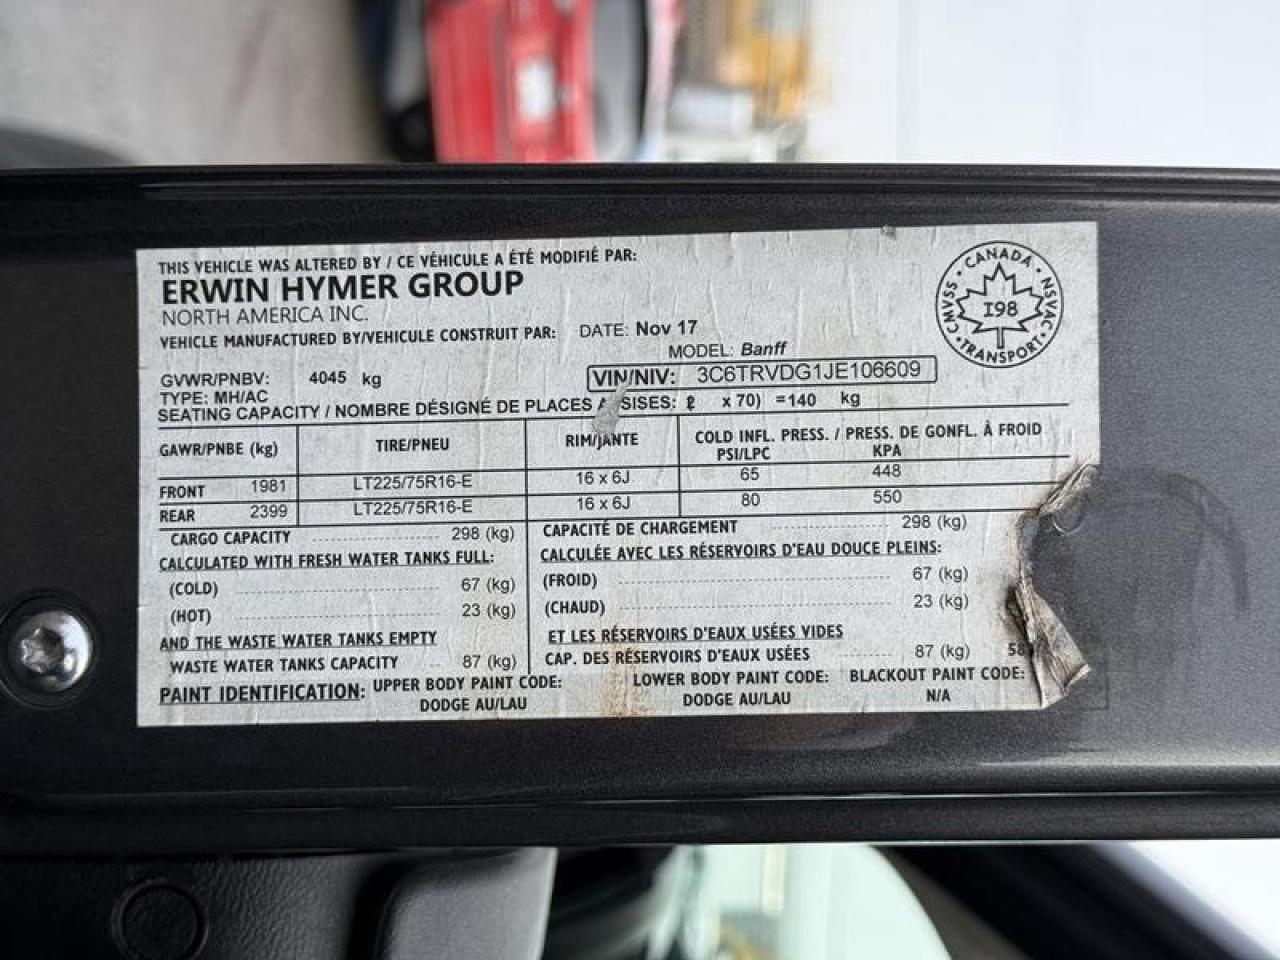 THIS VEHICLE WAS ALTERED BY / CE VÉHICULE A ÉTÉ MODIFIÉ PAR:
ERWIN HYMER GROUP
NORTH AMERICA INC.
VEHICLE MANUFACTURED BY/VEHICULE CONSTRUIT PAR: DATE: Nov 17
MODEL: Banff
CANADA
CMVSS NSVAC
I98
TRANSPORT
GVWR/PNBV: 4045 kg VIN/NIV: 3C6TRVDG1JE106609
TYPE: MH/AC
SEATING CAPACITY / NOMBRE DÉSIGNÉ DE PLACES SISES: x 70) =140 kg
GAWR/PNBE (kg) TIRE/PNEU RIM/JANTE COLD INFL. PRESS. / PRESS. DE GONFL. À FROID
PSI/LPC KPA
FRONT 1981 LT225/75R16-E 16 x 6J 65 448
REAR 2399 LT225/75R16-E 16 x 6J 80 550
CARGO CAPACITY 298 (kg) CAPACITÉ DE CHARGEMENT 298 (kg)
CALCULATED WITH FRESH WATER TANKS FULL: CALCULÉE AVEC LES RÉSERVOIRS D'EAU DOUCE PLEINS:
(COLD) 67 (kg) (FROID) 67 (kg)
(HOT) 23 (kg) (CHAUD) 23 (kg)
AND THE WASTE WATER TANKS EMPTY ET LES RÉSERVOIRS D'EAUX USÉES VIDES
WASTE WATER TANKS CAPACITY 87 (kg) CAP. DES RÉSERVOIRS D'EAUX USÉES 87 (kg) 58
PAINT IDENTIFICATION: UPPER BODY PAINT CODE: LOWER BODY PAINT CODE: BLACKOUT PAINT CODE:
DODGE AU/LAU DODGE AU/LAU N/A